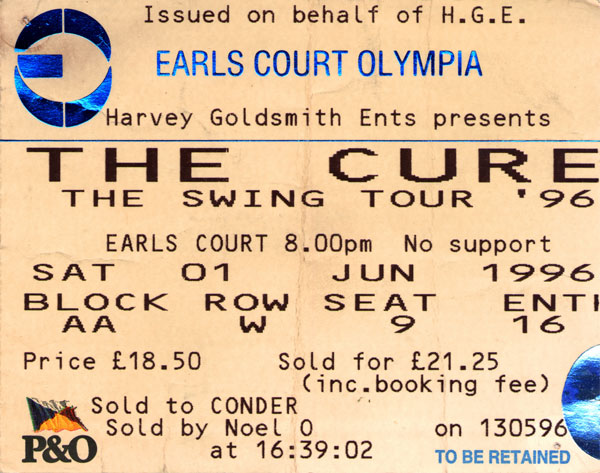 Issued on behalf of H.G.E.
EARLS COURT OLYMPIA
Harvey Goldsmith Ents presents
THE CURE
THE SWING TOUR '96
EARLS COURT 8.00pm No support
SAT 01 JUN 1996
BLOCK ROW SEAT
AA W 9 16
Price £18.50 Sold for £21.25
(inc.booking fee)
Sold to CONDER
Sold by Noel O on 130596
at 16:39:02
P&O
TO BE RETAINED